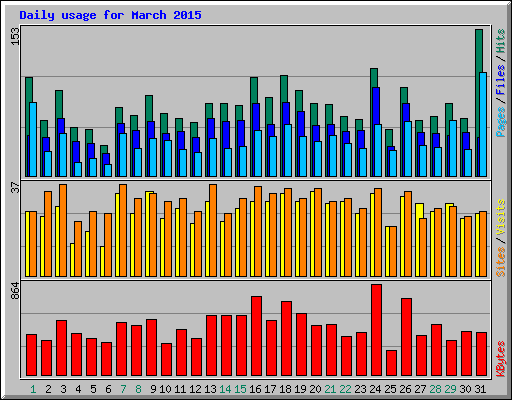 Daily usage for March 2015
153
Pages / Files / Hits
37
Sites / Visits
864
KBytes
1 2 3 4 5 6 7 8 9 10 11 12 13 14 15 16 17 18 19 20 21 22 23 24 25 26 27 28 29 30 31